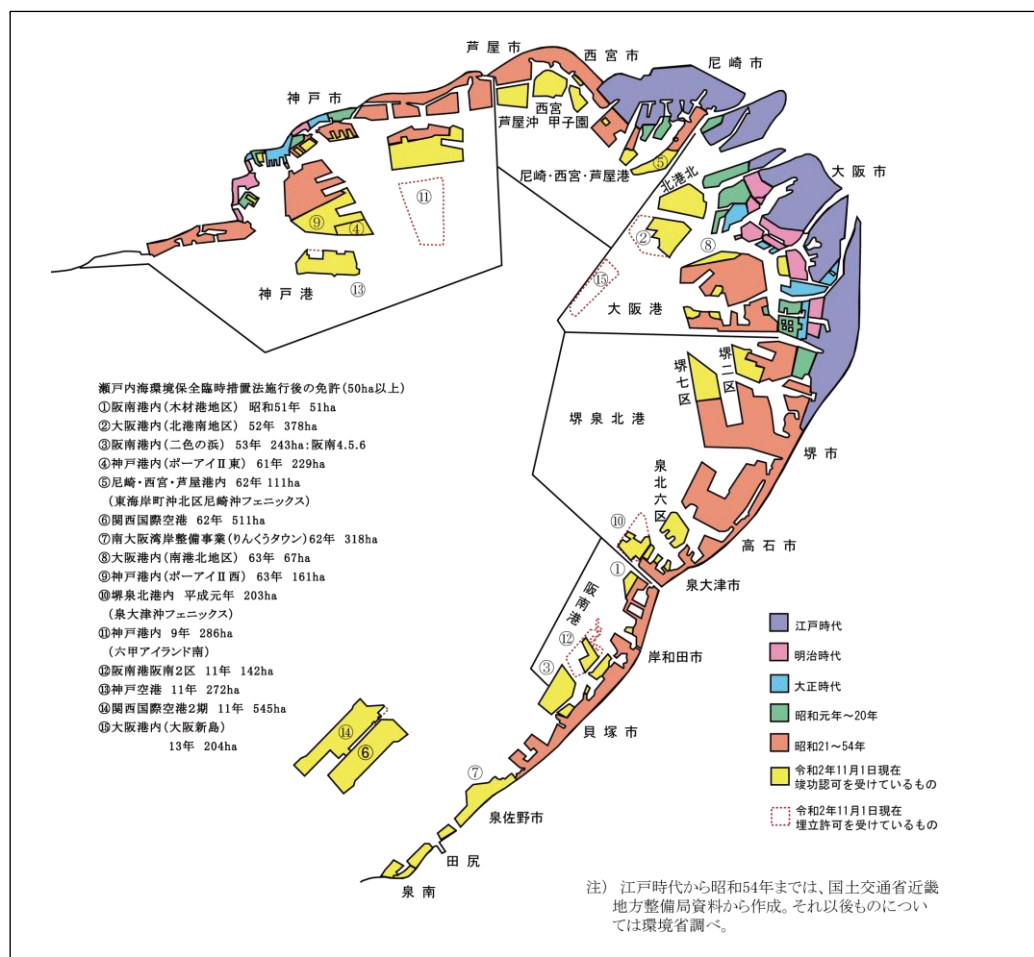 芦屋市
西宮市
尼崎市
神戸市
西宮
芦屋沖 甲子園
⑤
尼崎・西宮・芦屋港
大阪市
北港北
⑪
⑨
④
②
⑧
⑮
⑬
神戸港
大阪港
堺二区
堺七区
堺泉北港
堺市
泉北六区
⑩
高石市
①
泉大津市
阪南港
⑫
岸和田市
③
貝塚市
⑭
⑥
⑦
泉佐野市
田尻
泉南
瀬戸内海環境保全臨時措置法施行後の免許(50ha以上)
①阪南港内(木材港地区) 昭和51年 51ha
②大阪港内(北港南地区) 52年 378ha
③阪南港内(二色の浜) 53年 243ha:阪南4.5.6
④神戸港内(ポーアイⅡ東) 61年 229ha
⑤尼崎・西宮・芦屋港内 62年 111ha
(東海岸町沖北区尼崎沖フェニックス)
⑥関西国際空港 62年 511ha
⑦南大阪湾岸整備事業(りんくうタウン)62年 318ha
⑧大阪港内(南港北地区) 63年 67ha
⑨神戸港内(ポーアイⅡ西) 63年 161ha
⑩堺泉北港内 平成元年 203ha
(泉大津沖フェニックス)
⑪神戸港内 9年 286ha
(六甲アイランド南)
⑫阪南港阪南2区 11年 142ha
⑬神戸空港 11年 272ha
⑭関西国際空港2期 11年 545ha
⑮大阪港内(大阪新島)
13年 204ha
江戸時代
明治時代
大正時代
昭和元年~20年
昭和21~54年
令和2年11月1日現在
竣功認可を受けているもの
令和2年11月1日現在
埋立許可を受けているもの
注) 江戸時代から昭和54年までは、国土交通省近畿
地方整備局資料から作成。それ以後ものについ
ては環境省調べ。